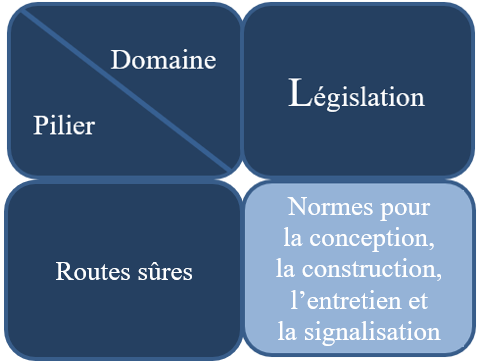 Domaine
Pilier
Législation
Routes sûres
Normes pour
la conception,
la construction,
l’entretien et
la signalisation